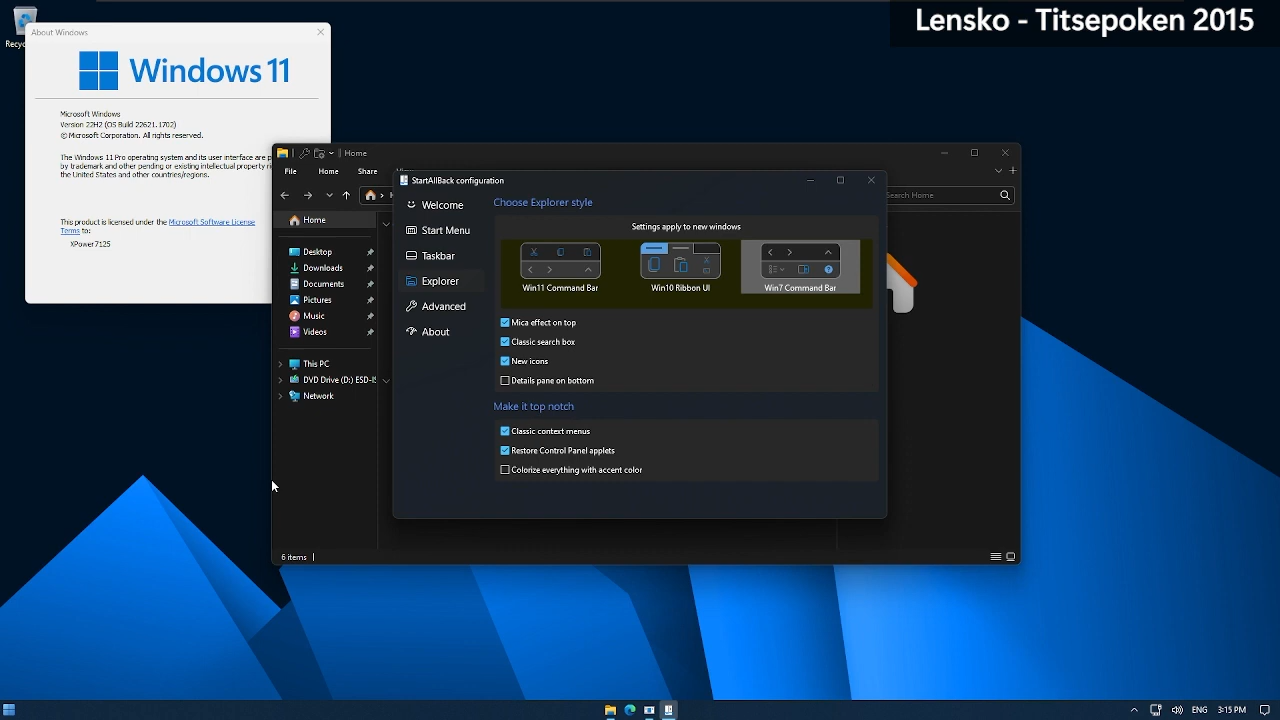 Lensko - Titsepoken 2015
Recyc
About Windows
Windows 11
Microsoft Windows
Version 22H2 (OS Build 22621.1702)
© Microsoft Corporation. All rights reserved.
The Windows 11 Pro operating system and its user interface are p
by trademark and other pending or existing intellectual property ri
the United States and other countries/regions.
This product is licensed under the Microsoft Software License
Terms to:
XPower7125
Home
File
Home
Share
Search Home
Home
Desktop
Downloads
Documents
Pictures
Music
Videos
This PC
DVD Drive (D:) ESD-IS
Network
6 items
StartAllBack configuration
Welcome
Start Menu
Taskbar
Explorer
Advanced
About
Choose Explorer style
Settings apply to new windows
Win11 Command Bar
Win10 Ribbon UI
Win7 Command Bar
Mica effect on top
Classic search box
New icons
Details pane on bottom
Make it top notch
Classic context menus
Restore Control Panel applets
Colorize everything with accent color
ENG
3:15 PM